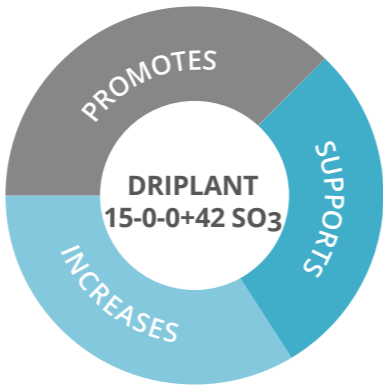 PROMOTES
SUPPORTS
INCREASES
DRIPLANT
15-0-0+42 SO3